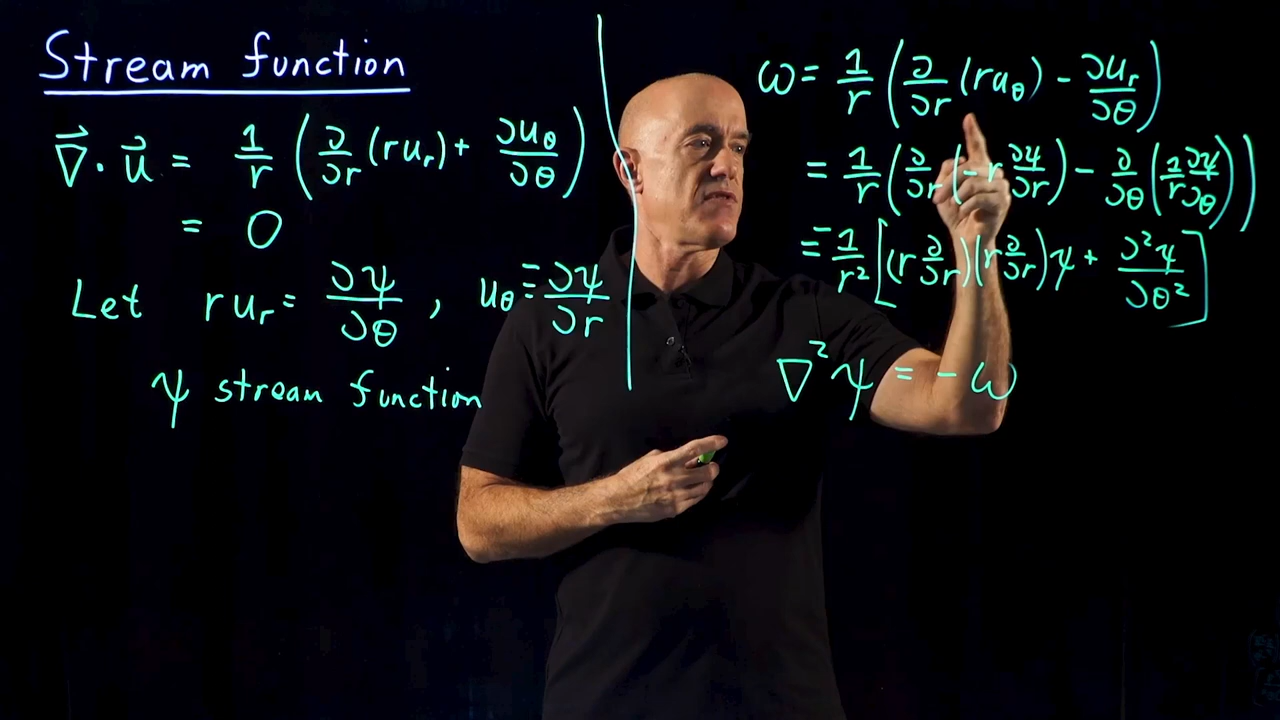 Stream function
∇⃗ · u⃗ = 1/r (∂/∂r (ru_r) + ∂u_θ/∂θ)
= 0
Let ru_r = ∂ψ/∂θ , u_θ = -∂ψ/∂r
ψ stream function
ω = 1/r (∂/∂r (ru_θ) - ∂u_r/∂θ)
= 1/r (∂/∂r (-r ∂ψ/∂r) - ∂/∂θ (1/r ∂ψ/∂θ))
= -1/r² [(r ∂/∂r)(r ∂/∂r)ψ + ∂²ψ/∂θ²]
∇²ψ = -ω